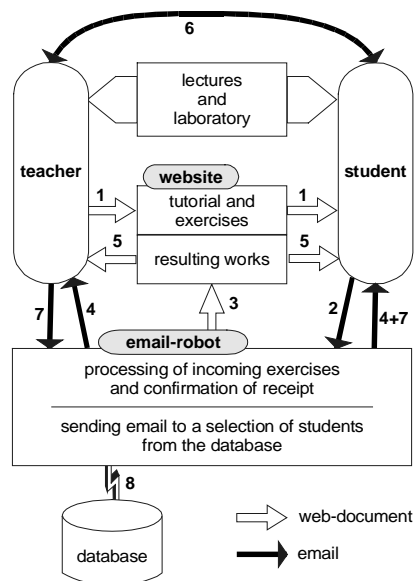 6
lectures
and
laboratory
teacher
student
website
1
tutorial and
exercises
1
5
resulting works
5
7
4
3
2
4+7
email-robot
processing of incoming exercises
and confirmation of receipt
sending email to a selection of students
from the database
8
database
web-document
email